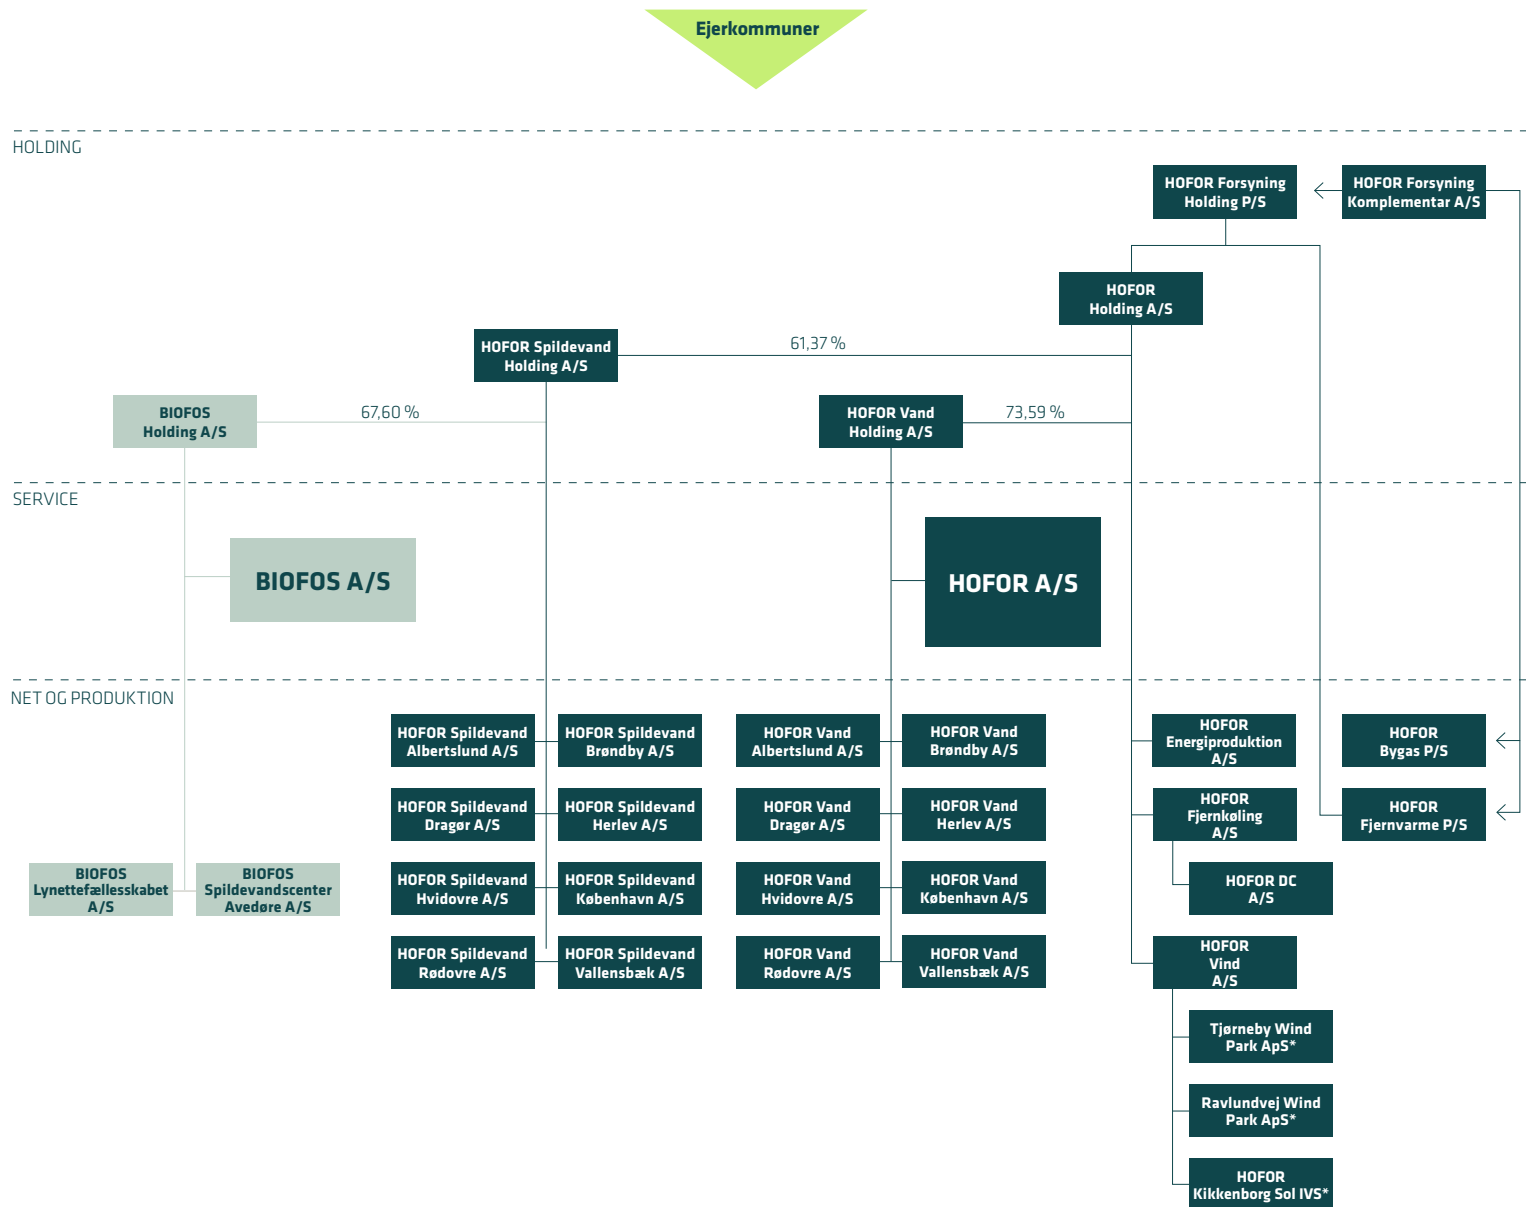 Ejerkommuner
HOLDING
HOFOR Forsyning
Holding P/S
HOFOR Forsyning
Komplementar A/S
HOFOR
Holding A/S
HOFOR Spildevand
Holding A/S
61,37 %
BIOFOS
Holding A/S
67,60 %
HOFOR Vand
Holding A/S
73,59 %
SERVICE
BIOFOS A/S
HOFOR A/S
NET OG PRODUKTION
HOFOR Spildevand
Albertslund A/S
HOFOR Spildevand
Brøndby A/S
HOFOR Vand
Albertslund A/S
HOFOR Vand
Brøndby A/S
HOFOR
Energiproduktion
A/S
HOFOR
Bygas P/S
HOFOR Spildevand
Dragør A/S
HOFOR Spildevand
Herlev A/S
HOFOR Vand
Dragør A/S
HOFOR Vand
Herlev A/S
HOFOR
Fjernkøling
A/S
HOFOR
Fjernvarme P/S
BIOFOS
Lynettefællesskabet
A/S
BIOFOS
Spildevandscenter
Avedøre A/S
HOFOR Spildevand
Hvidovre A/S
HOFOR Spildevand
København A/S
HOFOR Vand
Hvidovre A/S
HOFOR Vand
København A/S
HOFOR DC
A/S
HOFOR Spildevand
Rødovre A/S
HOFOR Spildevand
Vallensbæk A/S
HOFOR Vand
Rødovre A/S
HOFOR Vand
Vallensbæk A/S
HOFOR
Vind
A/S
Tjørneby Wind
Park ApS*
Ravlundvej Wind
Park ApS*
HOFOR
Kikkenborg Sol IVS*